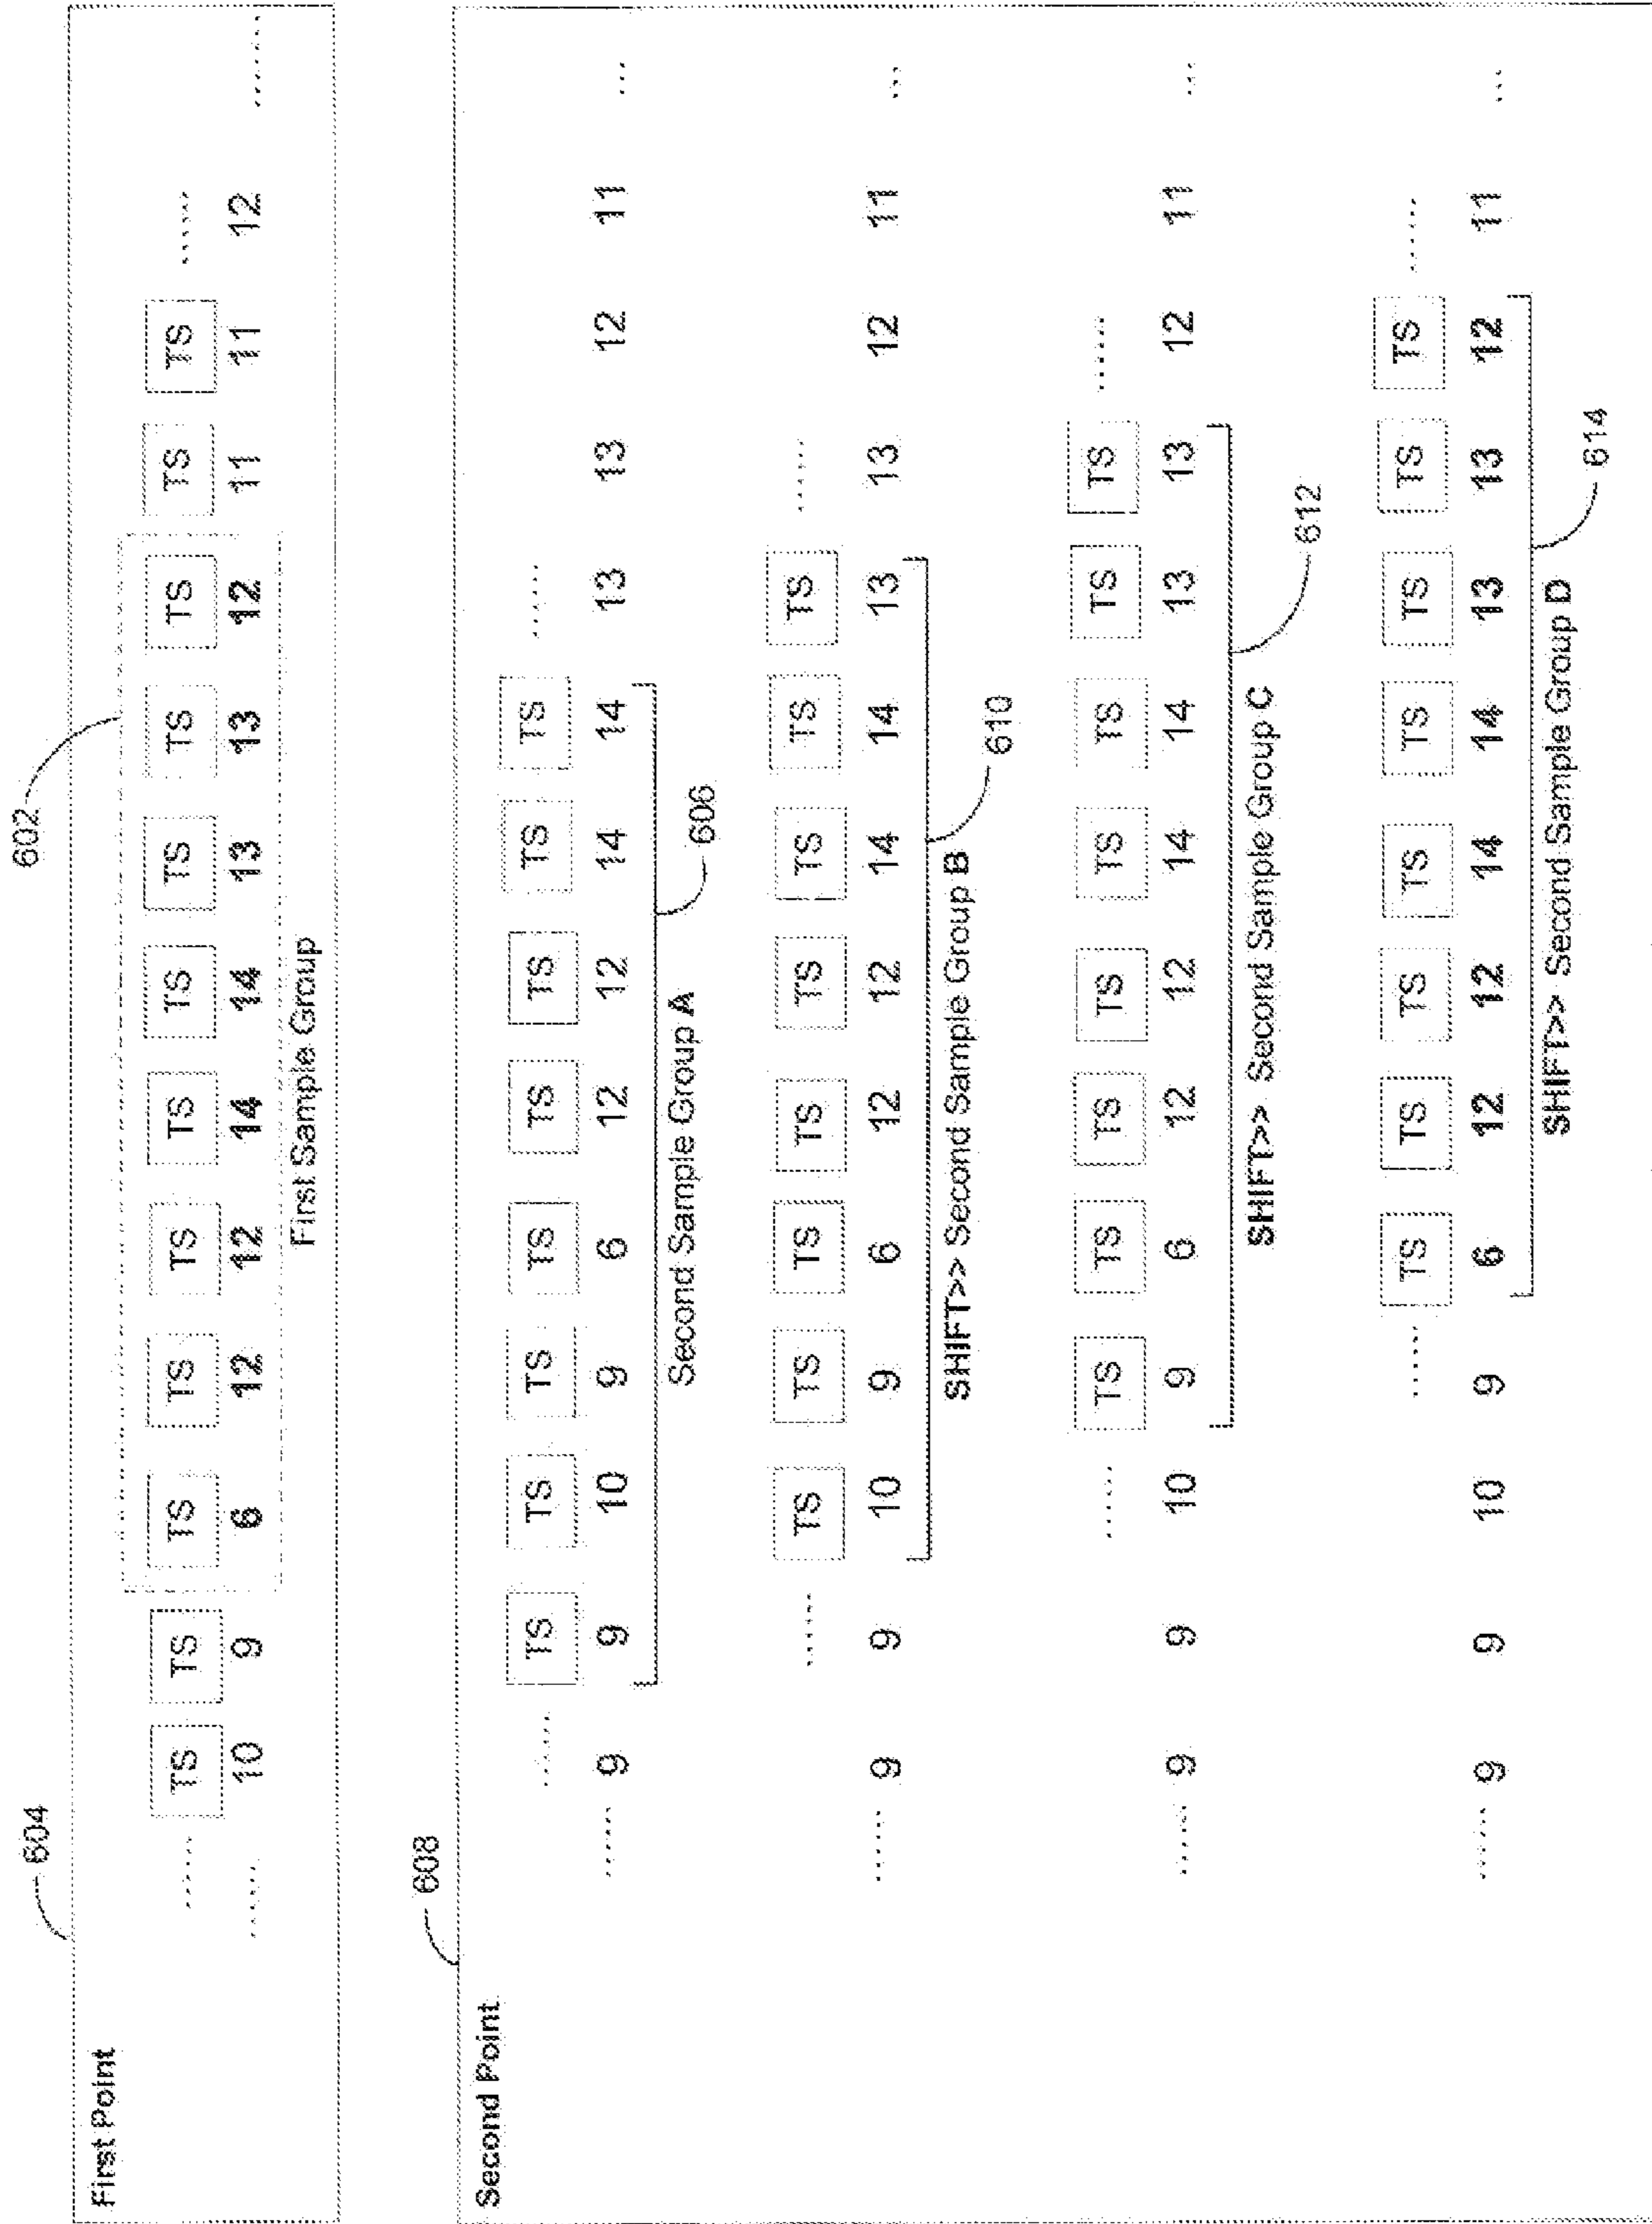 604
602
First Point
...... TS TS TS TS TS TS TS TS TS TS TS TS ......
...... 10 9 6 12 12 14 14 13 13 12 11 11 12 ......
First Sample Group
608
Second Point
...... TS TS TS TS TS TS TS TS ......
...... 9 9 10 9 6 12 12 14 14 13 13 12 11 ...
606
Second Sample Group A
...... TS TS TS TS TS TS TS TS ......
...... 9 9 10 9 6 12 12 14 14 13 13 12 11 ...
SHIFT>> Second Sample Group B
610
...... TS TS TS TS TS TS TS TS ......
...... 9 9 10 9 6 12 12 14 14 13 13 12 11 ...
SHIFT>> Second Sample Group C
612
...... TS TS TS TS TS TS TS TS ......
...... 9 9 10 9 6 12 12 14 14 13 13 12 11 ...
SHIFT>> Second Sample Group D
614